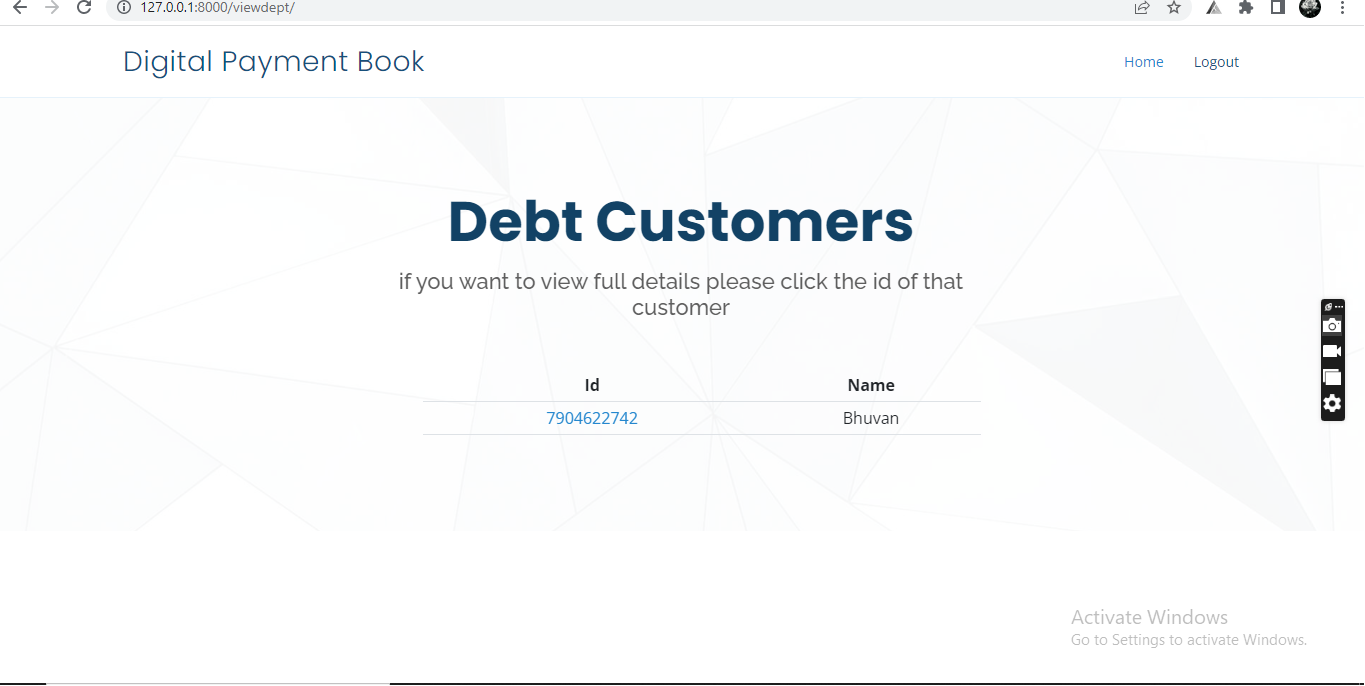 127.0.0.1:8000/viewdept/
Digital Payment Book
Home Logout
Debt Customers
if you want to view full details please click the id of that
customer
Id Name
7904622742 Bhuvan
Activate Windows
Go to Settings to activate Windows.